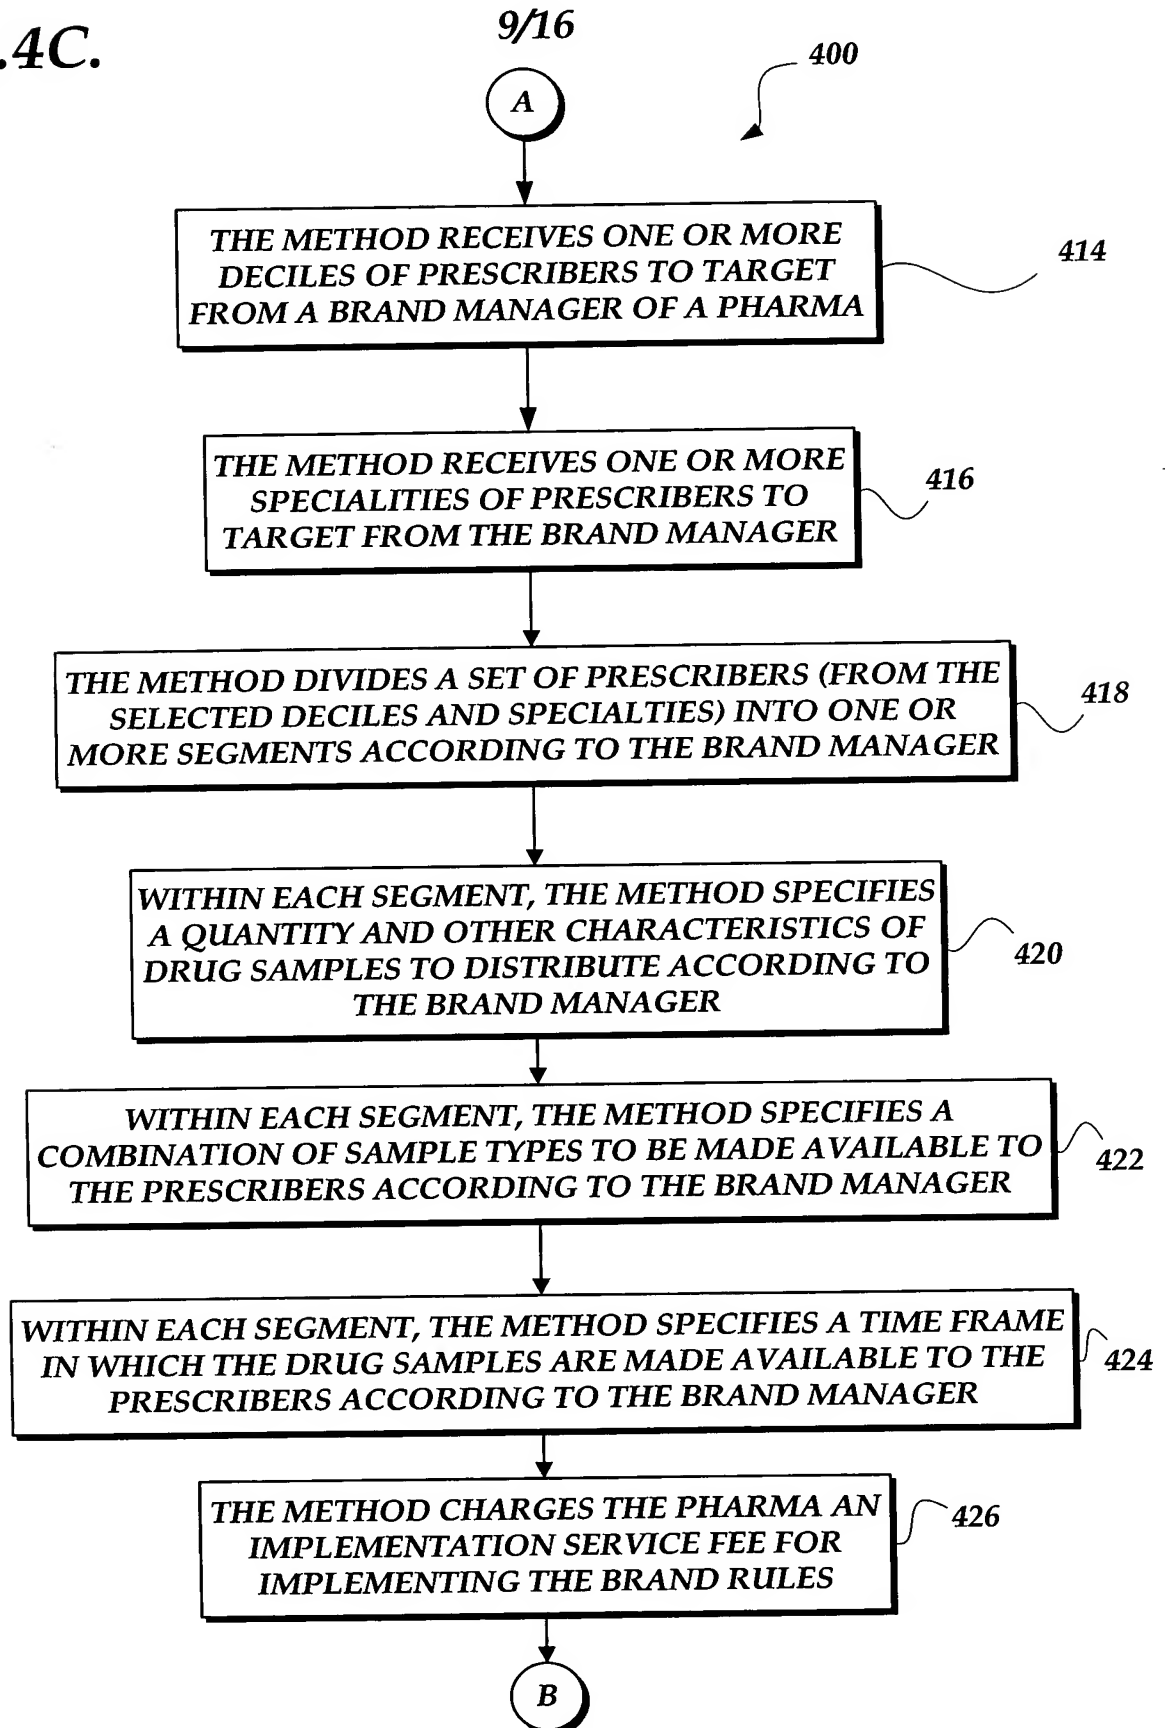 .4C.
9/16
400
A
THE METHOD RECEIVES ONE OR MORE
DECILES OF PRESCRIBERS TO TARGET
FROM A BRAND MANAGER OF A PHARMA
414
THE METHOD RECEIVES ONE OR MORE
SPECIALITIES OF PRESCRIBERS TO
TARGET FROM THE BRAND MANAGER
416
THE METHOD DIVIDES A SET OF PRESCRIBERS (FROM THE
SELECTED DECILES AND SPECIALTIES) INTO ONE OR
MORE SEGMENTS ACCORDING TO THE BRAND MANAGER
418
WITHIN EACH SEGMENT, THE METHOD SPECIFIES
A QUANTITY AND OTHER CHARACTERISTICS OF
DRUG SAMPLES TO DISTRIBUTE ACCORDING TO
THE BRAND MANAGER
420
WITHIN EACH SEGMENT, THE METHOD SPECIFIES A
COMBINATION OF SAMPLE TYPES TO BE MADE AVAILABLE TO
THE PRESCRIBERS ACCORDING TO THE BRAND MANAGER
422
WITHIN EACH SEGMENT, THE METHOD SPECIFIES A TIME FRAME
IN WHICH THE DRUG SAMPLES ARE MADE AVAILABLE TO THE
PRESCRIBERS ACCORDING TO THE BRAND MANAGER
424
THE METHOD CHARGES THE PHARMA AN
IMPLEMENTATION SERVICE FEE FOR
IMPLEMENTING THE BRAND RULES
426
B